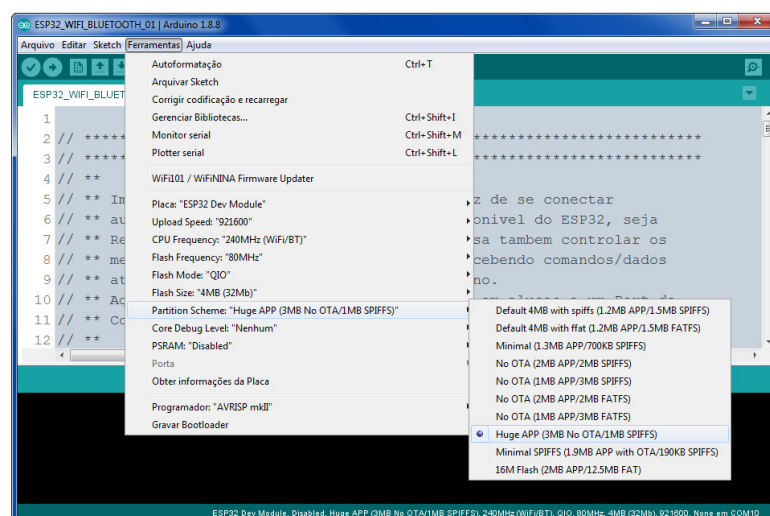 ESP32_WIFI_BLUETOOTH_01 | Arduino 1.8.8
Arquivo Editar Sketch Ferramentas Ajuda
ESP32_WIFI_BLUET
1
2 // *****
3 // *****
4 // **
5 // ** Im
6 // ** au
7 // ** Re
8 // ** me
9 // ** at
10 // ** Ac
11 // ** Co
12 // **
Autoformatação Ctrl+T
Arquivar Sketch
Corrigir codificação e recarregar
Gerenciar Bibliotecas... Ctrl+Shift+I
Monitor serial Ctrl+Shift+M
Plotter serial Ctrl+Shift+L
WiFi101 / WiFiNINA Firmware Updater
Placa: "ESP32 Dev Module"
Upload Speed: "921600"
CPU Frequency: "240MHz (WiFi/BT)"
Flash Frequency: "80MHz"
Flash Mode: "QIO"
Flash Size: "4MB (32Mb)"
Partition Scheme: "Huge APP (3MB No OTA/1MB SPIFFS)"
Core Debug Level: "Nenhum"
PSRAM: "Disabled"
Porta
Obter informações da Placa
Programador: "AVRISP mkII"
Gravar Bootloader
****************************
****************************
z de se conectar
onivel do ESP32, seja
sa tambem controlar os
cebendo comandos/dados
no.
Default 4MB with spiffs (1.2MB APP/1.5MB SPIFFS)
Default 4MB with ffat (1.2MB APP/1.5MB FATFS)
Minimal (1.3MB APP/700KB SPIFFS)
No OTA (2MB APP/2MB SPIFFS)
No OTA (1MB APP/3MB SPIFFS)
No OTA (2MB APP/2MB FATFS)
No OTA (1MB APP/3MB FATFS)
Huge APP (3MB No OTA/1MB SPIFFS)
Minimal SPIFFS (1.9MB APP with OTA/190KB SPIFFS)
16M Flash (2MB APP/12.5MB FAT)
ESP32 Dev Module, Disabled, Huge APP (3MB No OTA/1MB SPIFFS), 240MHz (WiFi/BT), QIO, 80MHz, 4MB (32Mb), 921600, None em COM10